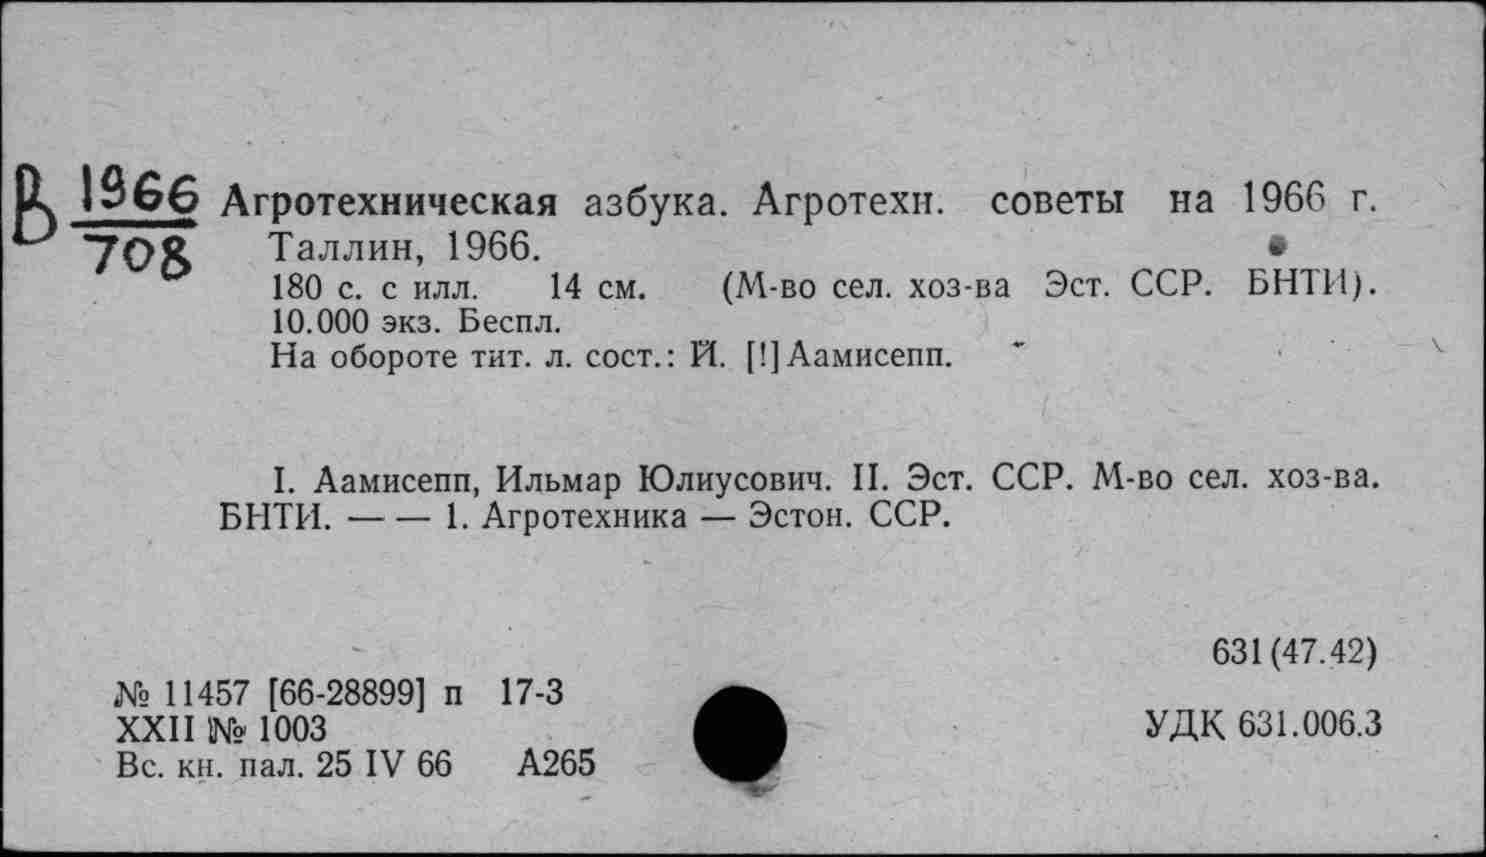 В 1966
708
Агротехническая азбука. Агротехн. советы на 1966 г.
Таллин, 1966.
180 с. с илл. 14 см. (М-во сел. хоз-ва Эст. ССР. БНТИ).
10.000 экз. Беспл.
На обороте тит. л. сост.: Й. [!] Аамисепп.
I. Аамисепп, Ильмар Юлиусович. II. Эст. ССР. М-во сел. хоз-ва.
БНТИ. — — 1. Агротехника — Эстон. ССР.
631(47.42)
№ 11457 [66-28899] п 17-3
XXII № 1003
УДК 631.006.3
Вс. кн. пал. 25 IV 66 А265